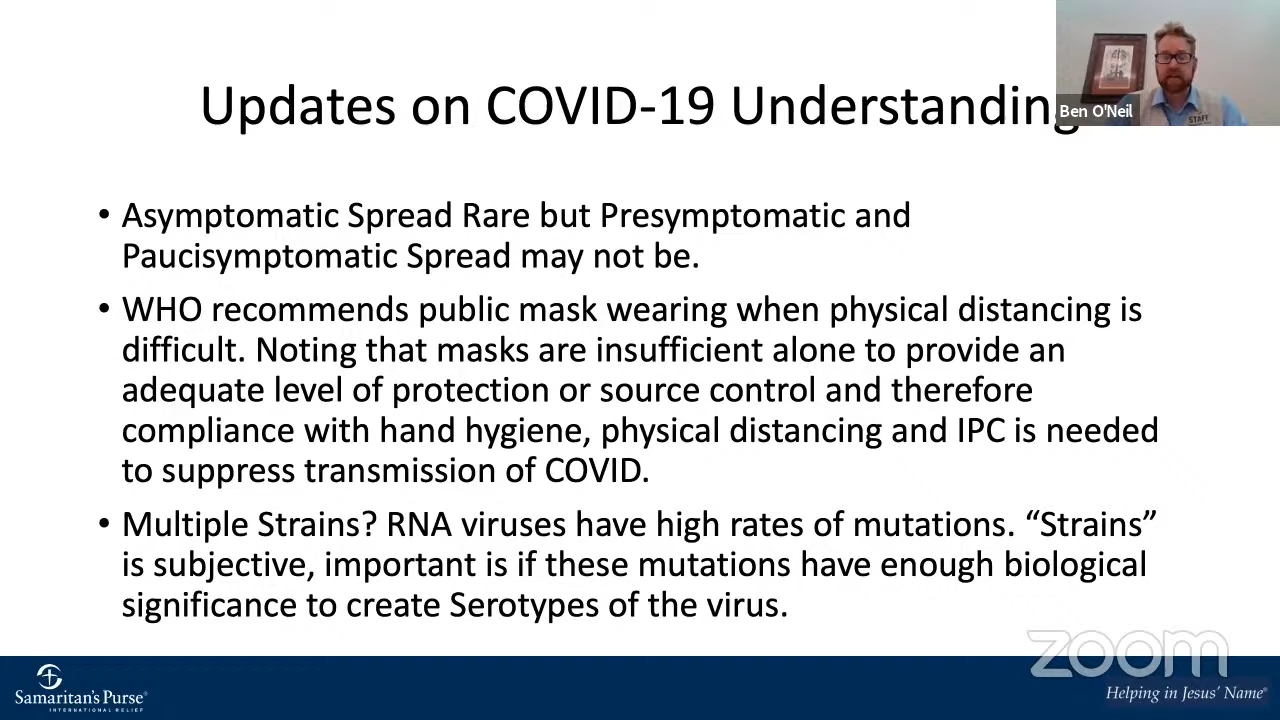 Updates on COVID-19 Understanding
Ben O'Neil
STAFF
• Asymptomatic Spread Rare but Presymptomatic and
Paucisymptomatic Spread may not be.
• WHO recommends public mask wearing when physical distancing is
difficult. Noting that masks are insufficient alone to provide an
adequate level of protection or source control and therefore
compliance with hand hygiene, physical distancing and IPC is needed
to suppress transmission of COVID.
• Multiple Strains? RNA viruses have high rates of mutations. “Strains”
is subjective, important is if these mutations have enough biological
significance to create Serotypes of the virus.
zoom
Samaritan's Purse®
INTERNATIONAL RELIEF
Helping in Jesus' Name®